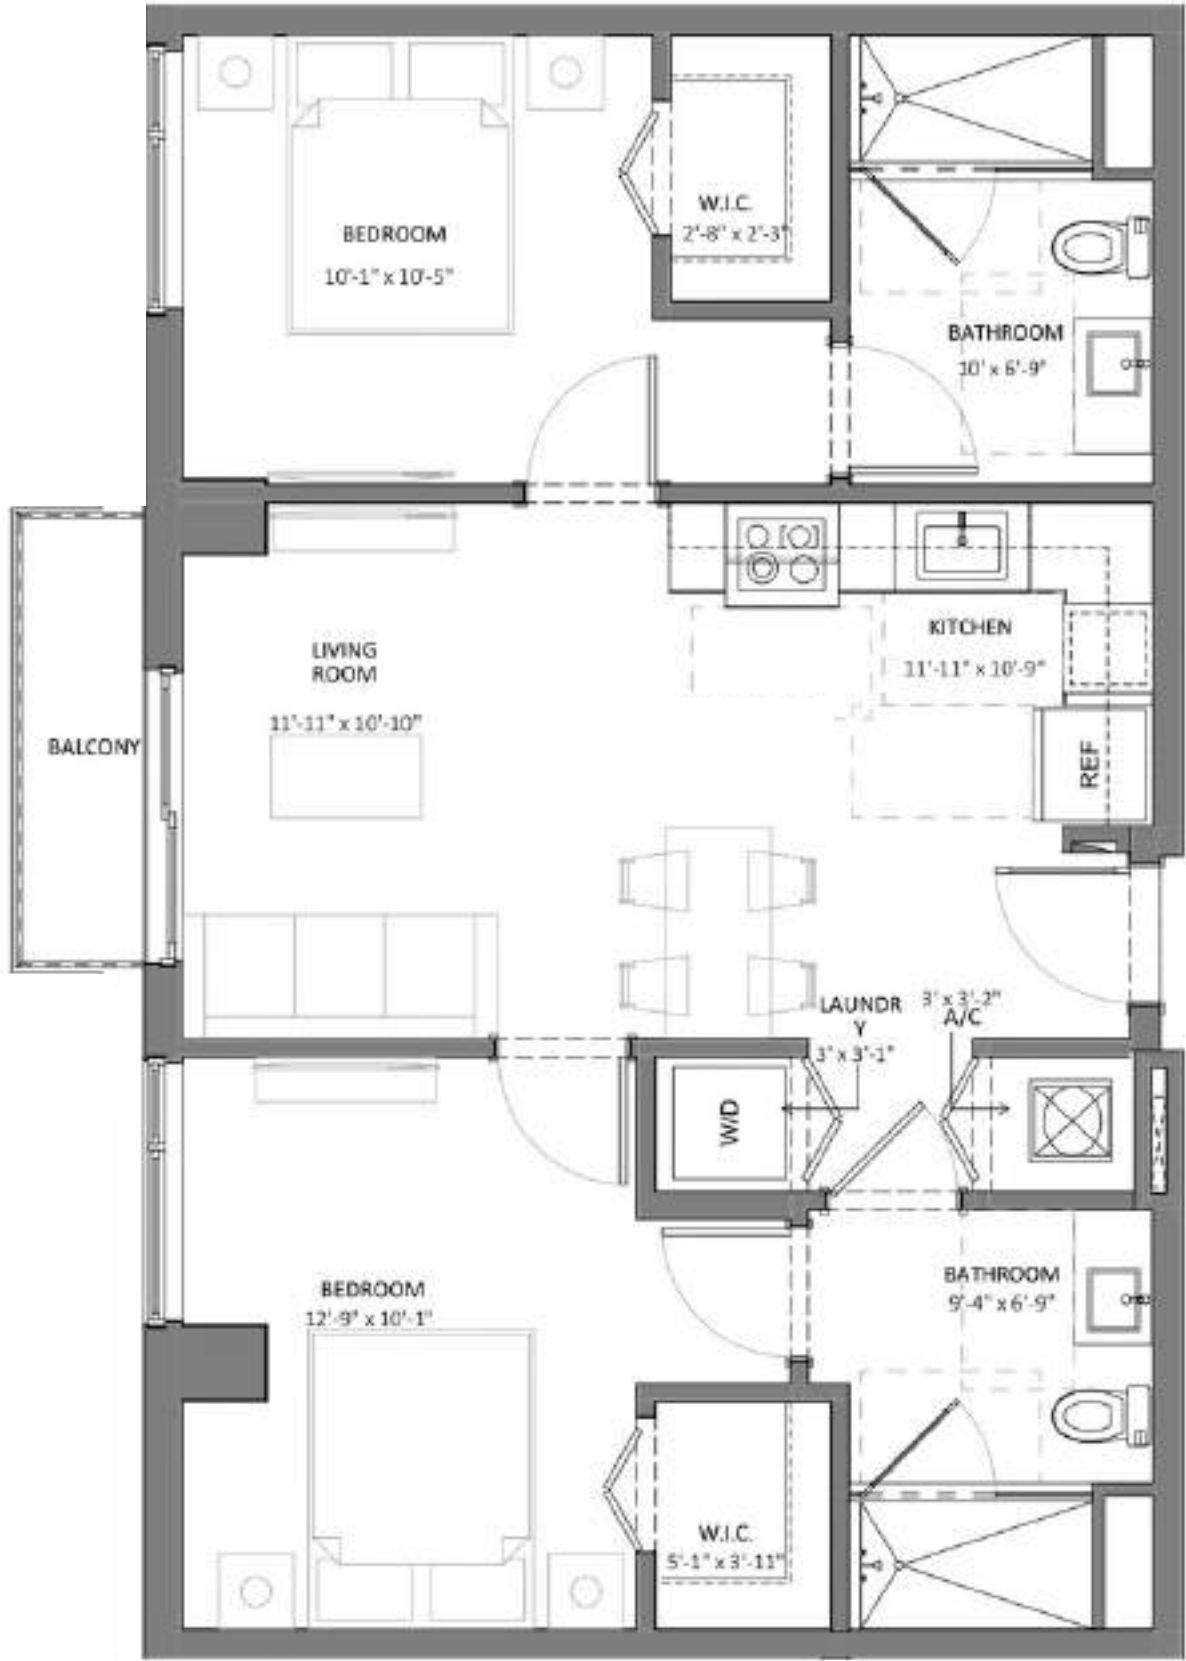 W.I.C.
2'-8" x 2'-3"
BEDROOM
10'-1" x 10'-5"
BATHROOM
10' x 6'-9"
KITCHEN
11'-11" x 10'-9"
LIVING
ROOM
11'-11" x 10'-10"
BALCONY
REF
LAUNDR
Y
3' x 3'-1"
3' x 3'-2"
A/C
W/D
BATHROOM
9'-4" x 6'-9"
BEDROOM
12'-9" x 10'-1"
W.I.C.
5'-1" x 3'-11"